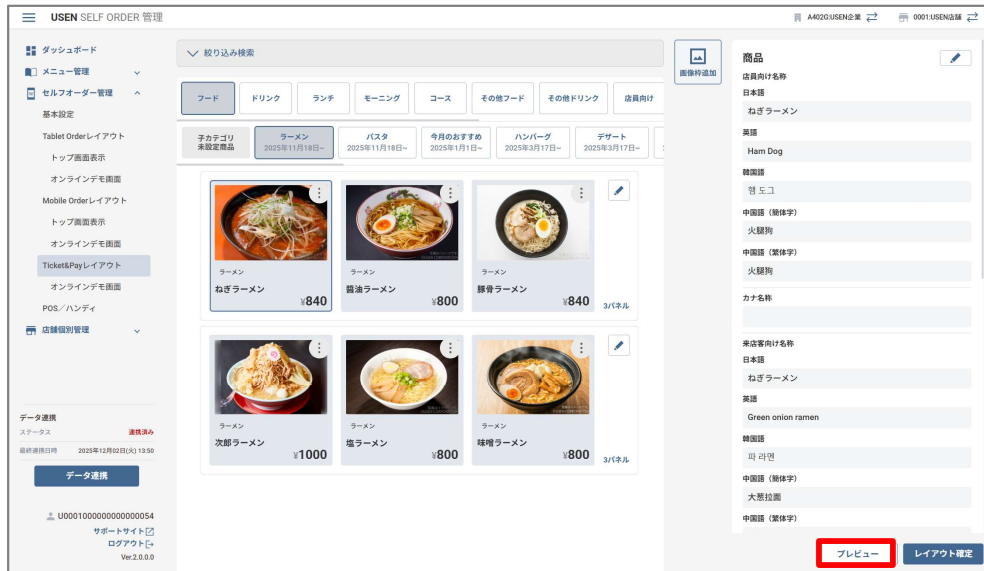 USEN SELF ORDER 管理
A402G:USEN企業
0001:USEN店舗
ダッシュボード
メニュー管理
セルフオーダー管理
基本設定
Tablet Orderレイアウト
トップ画面表示
オンラインデモ画面
Mobile Orderレイアウト
トップ画面表示
オンラインデモ画面
Ticket&Payレイアウト
オンラインデモ画面
POS／ハンディ
店舗個別管理
データ連携
ステータス 連携済み
最終連携日時 2025年12月02日(火) 13:50
データ連携
U00010000000000000054
サポートサイト
ログアウト
Ver.2.0.0.0
絞り込み検索
フード ドリンク ランチ モーニング コース その他フード その他ドリンク 店員向け
子カテゴリ
未設定商品
ラーメン
2025年11月18日~
パスタ
2025年11月18日~
今月のおすすめ
2025年1月1日~
ハンバーグ
2025年3月17日~
デザート
2025年3月17日~
ラーメン
ねぎラーメン
¥840
ラーメン
醤油ラーメン
¥800
ラーメン
豚骨ラーメン
¥840
3パネル
ラーメン
次郎ラーメン
¥1000
ラーメン
塩ラーメン
¥800
ラーメン
味噌ラーメン
¥800
3パネル
画像枠追加
商品
店員向け名称
日本語
ねぎラーメン
英語
Ham Dog
韓国語
햄 도그
中国語（簡体字）
火腿狗
中国語（繁体字）
火腿狗
カナ名称
来店客向け名称
日本語
ねぎラーメン
英語
Green onion ramen
韓国語
파 라멘
中国語（簡体字）
大葱拉面
中国語（繁体字）
プレビュー
レイアウト確定